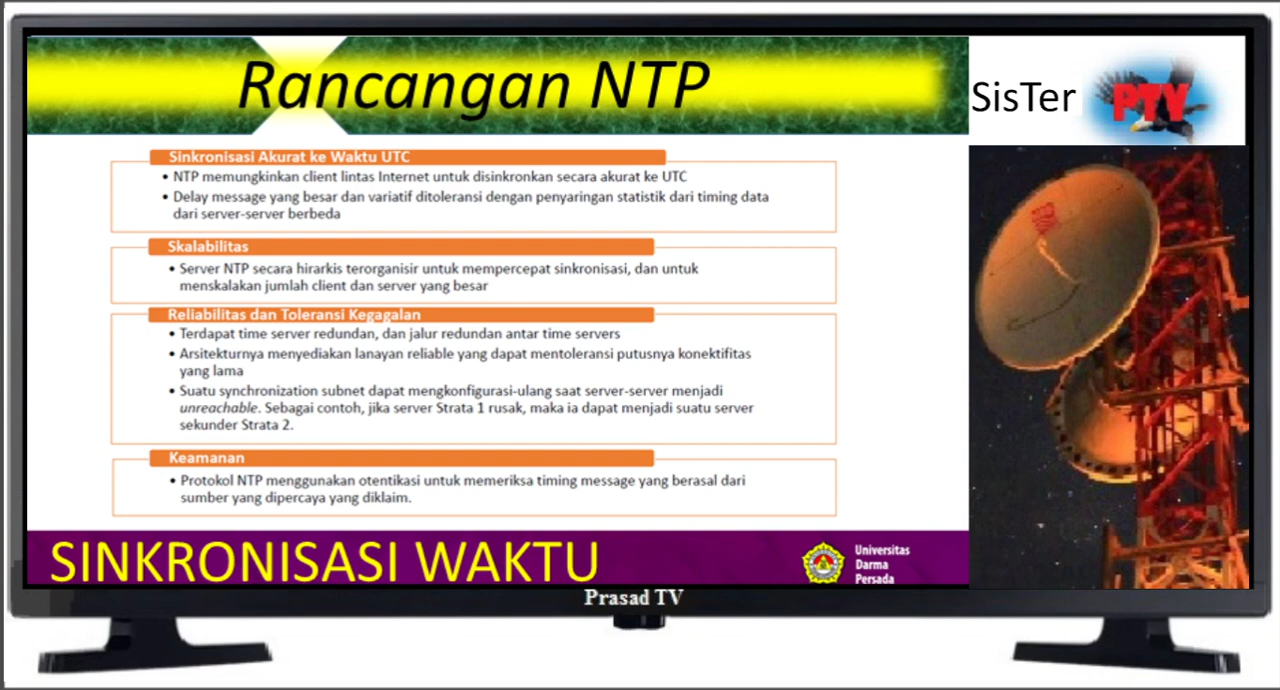 Rancangan NTP
SisTer
PTY
Sinkronisasi Akurat ke Waktu UTC
• NTP memungkinkan client lintas Internet untuk disinkronkan secara akurat ke UTC
• Delay message yang besar dan variatif ditoleransi dengan penyaringan statistik dari timing data
dari server-server berbeda
Skalabilitas
• Server NTP secara hirarkis terorganisir untuk mempercepat sinkronisasi, dan untuk
menskalakan jumlah client dan server yang besar
Reliabilitas dan Toleransi Kegagalan
• Terdapat time server redundan, dan jalur redundan antar time servers
• Arsitekturnya menyediakan lanayan reliable yang dapat mentoleransi putusnya konektifitas
yang lama
• Suatu synchronization subnet dapat mengkonfigurasi-ulang saat server-server menjadi
unreachable. Sebagai contoh, jika server Strata 1 rusak, maka ia dapat menjadi suatu server
sekunder Strata 2.
Keamanan
• Protokol NTP menggunakan otentikasi untuk memeriksa timing message yang berasal dari
sumber yang dipercaya yang diklaim.
SINKRONISASI WAKTU
Universitas
Darma
Persada
Prasad TV